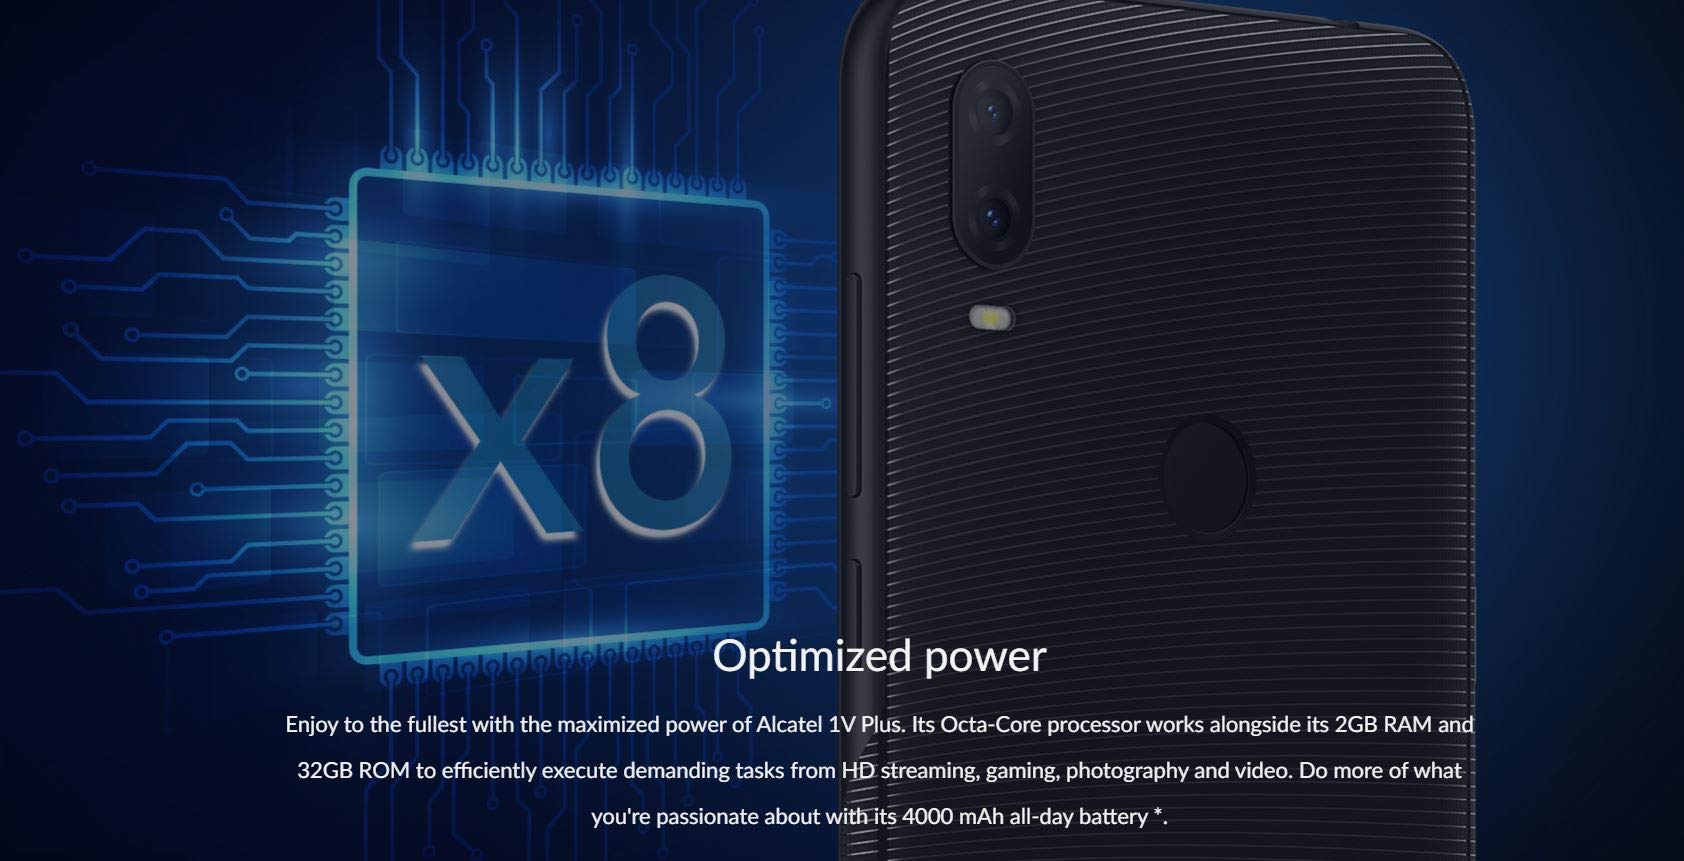 x8
Optimized power
Enjoy to the fullest with the maximized power of Alcatel 1V Plus. Its Octa-Core processor works alongside its 2GB RAM and
32GB ROM to efficiently execute demanding tasks from HD streaming, gaming, photography and video. Do more of what
you're passionate about with its 4000 mAh all-day battery *.